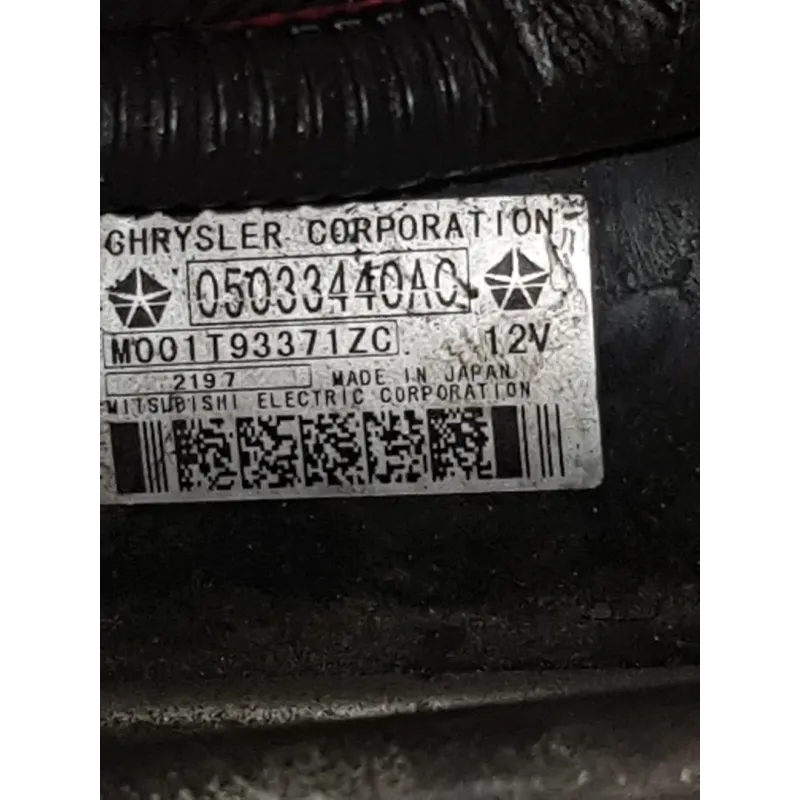 CHRYSLER CORPORATION
05033440AC
M001T93371ZC 12V
2197 MADE IN JAPAN
MITSUBISHI ELECTRIC CORPORATION